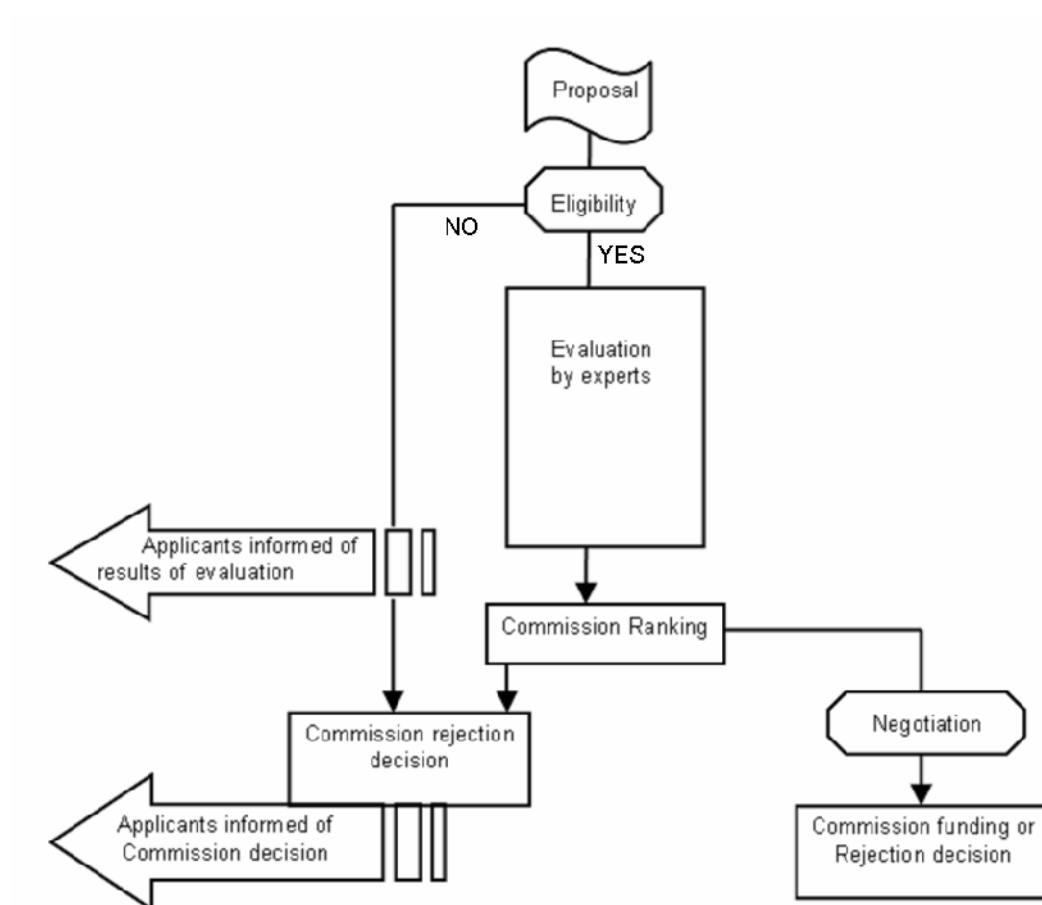 Proposal
Eligibility
NO
YES
Evaluation
by experts
Applicants informed of
results of evaluation
Commission Ranking
Commission rejection
decision
Negotiation
Applicants informed of
Commission decision
Commission funding or
Rejection decision